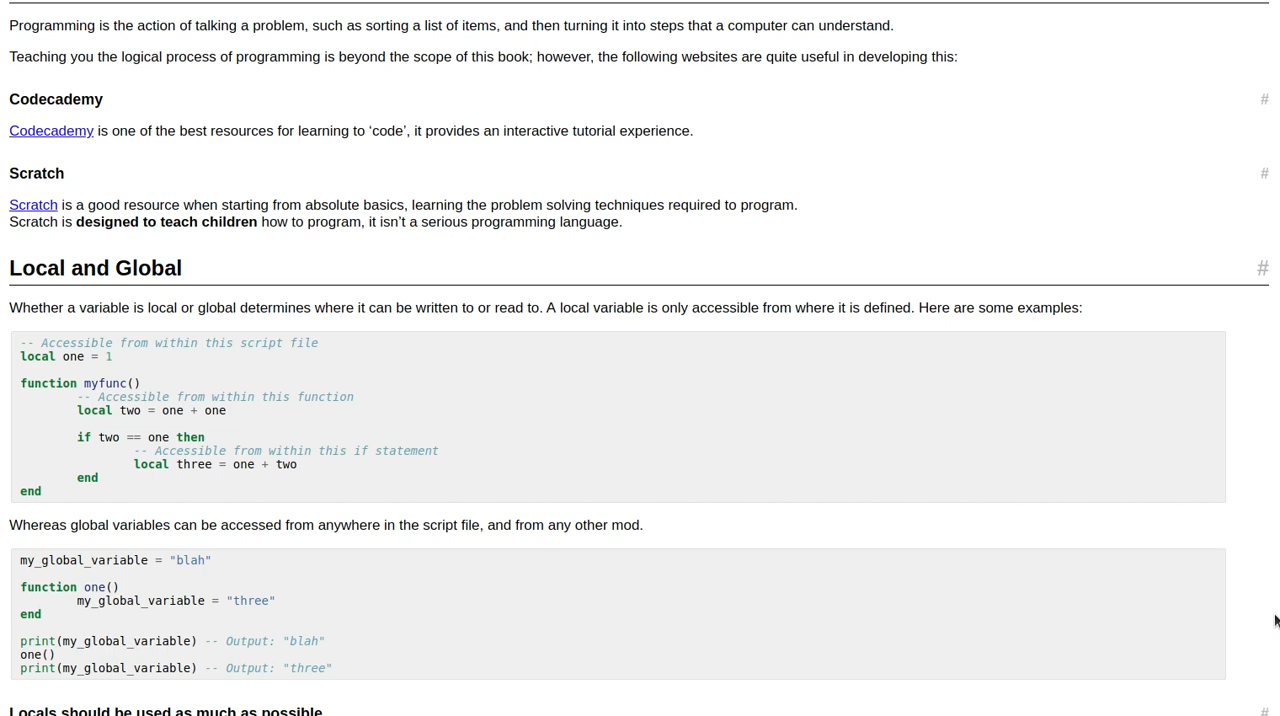 Programming is the action of talking a problem, such as sorting a list of items, and then turning it into steps that a computer can understand.
Teaching you the logical process of programming is beyond the scope of this book; however, the following websites are quite useful in developing this:
Codecademy #
Codecademy is one of the best resources for learning to ‘code’, it provides an interactive tutorial experience.
Scratch #
Scratch is a good resource when starting from absolute basics, learning the problem solving techniques required to program.
Scratch is designed to teach children how to program, it isn’t a serious programming language.
Local and Global #
Whether a variable is local or global determines where it can be written to or read to. A local variable is only accessible from where it is defined. Here are some examples:
-- Accessible from within this script file
local one = 1
function myfunc()
-- Accessible from within this function
local two = one + one
if two == one then
-- Accessible from within this if statement
local three = one + two
end
end
Whereas global variables can be accessed from anywhere in the script file, and from any other mod.
my_global_variable = "blah"
function one()
my_global_variable = "three"
end
print(my_global_variable) -- Output: "blah"
one()
print(my_global_variable) -- Output: "three"
Locals should be used as much as possible #